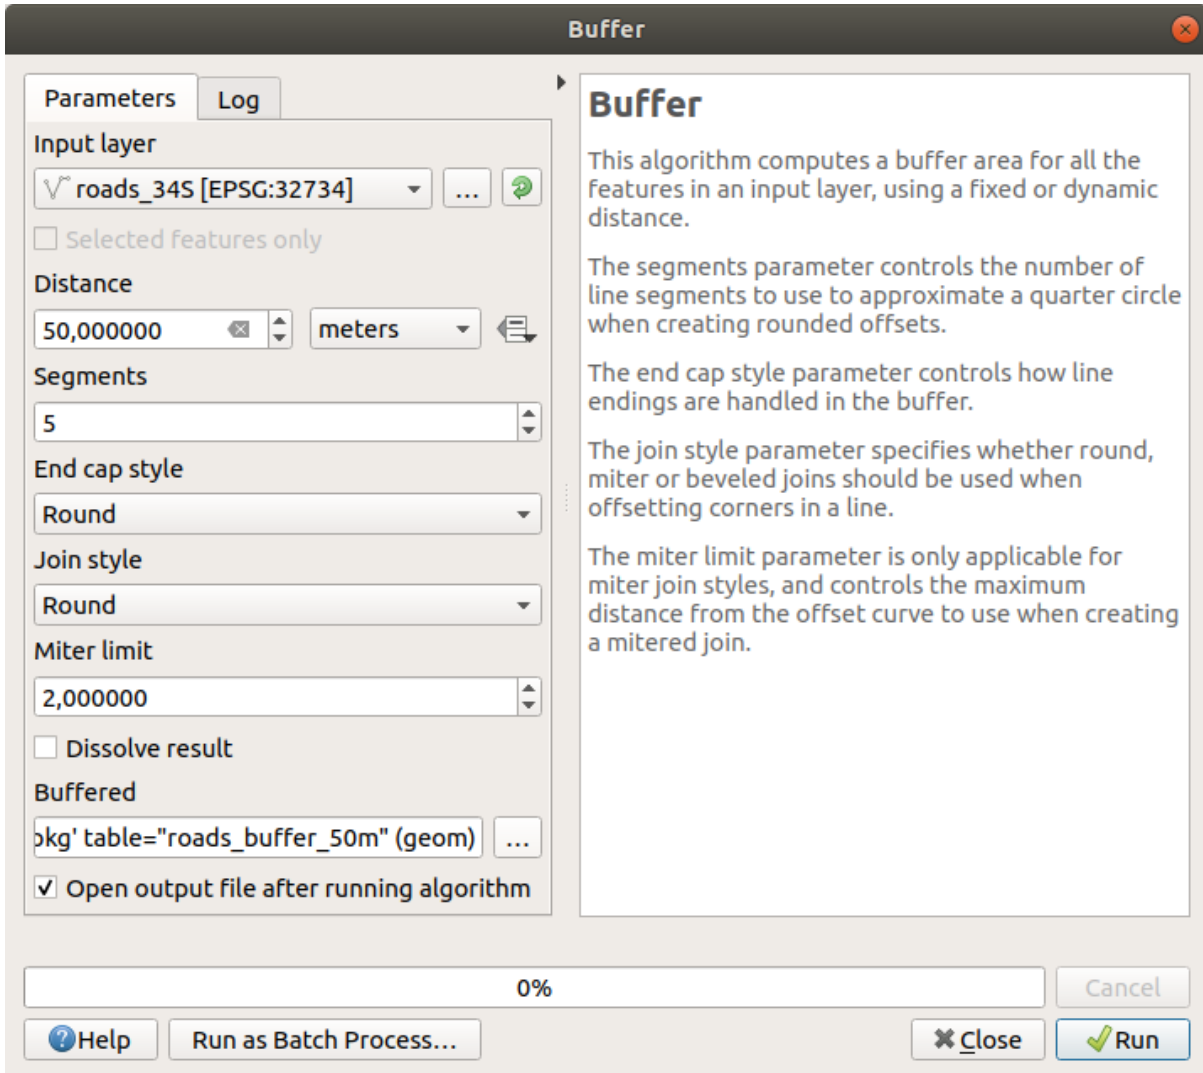 Buffer
Parameters
Log
Input layer
roads_34S [EPSG:32734]
...
Selected features only
Distance
50,000000
meters
Segments
5
End cap style
Round
Join style
Round
Miter limit
2,000000
Dissolve result
Buffered
table="roads_buffer_50m" (geom)
...
Open output file after running algorithm
Buffer
This algorithm computes a buffer area for all the
features in an input layer, using a fixed or dynamic
distance.
The segments parameter controls the number of
line segments to use to approximate a quarter circle
when creating rounded offsets.
The end cap style parameter controls how line
endings are handled in the buffer.
The join style parameter specifies whether round,
miter or beveled joins should be used when
offsetting corners in a line.
The miter limit parameter is only applicable for
miter join styles, and controls the maximum
distance from the offset curve to use when creating
a mitered join.
0%
Cancel
Help
Run as Batch Process...
Close
Run